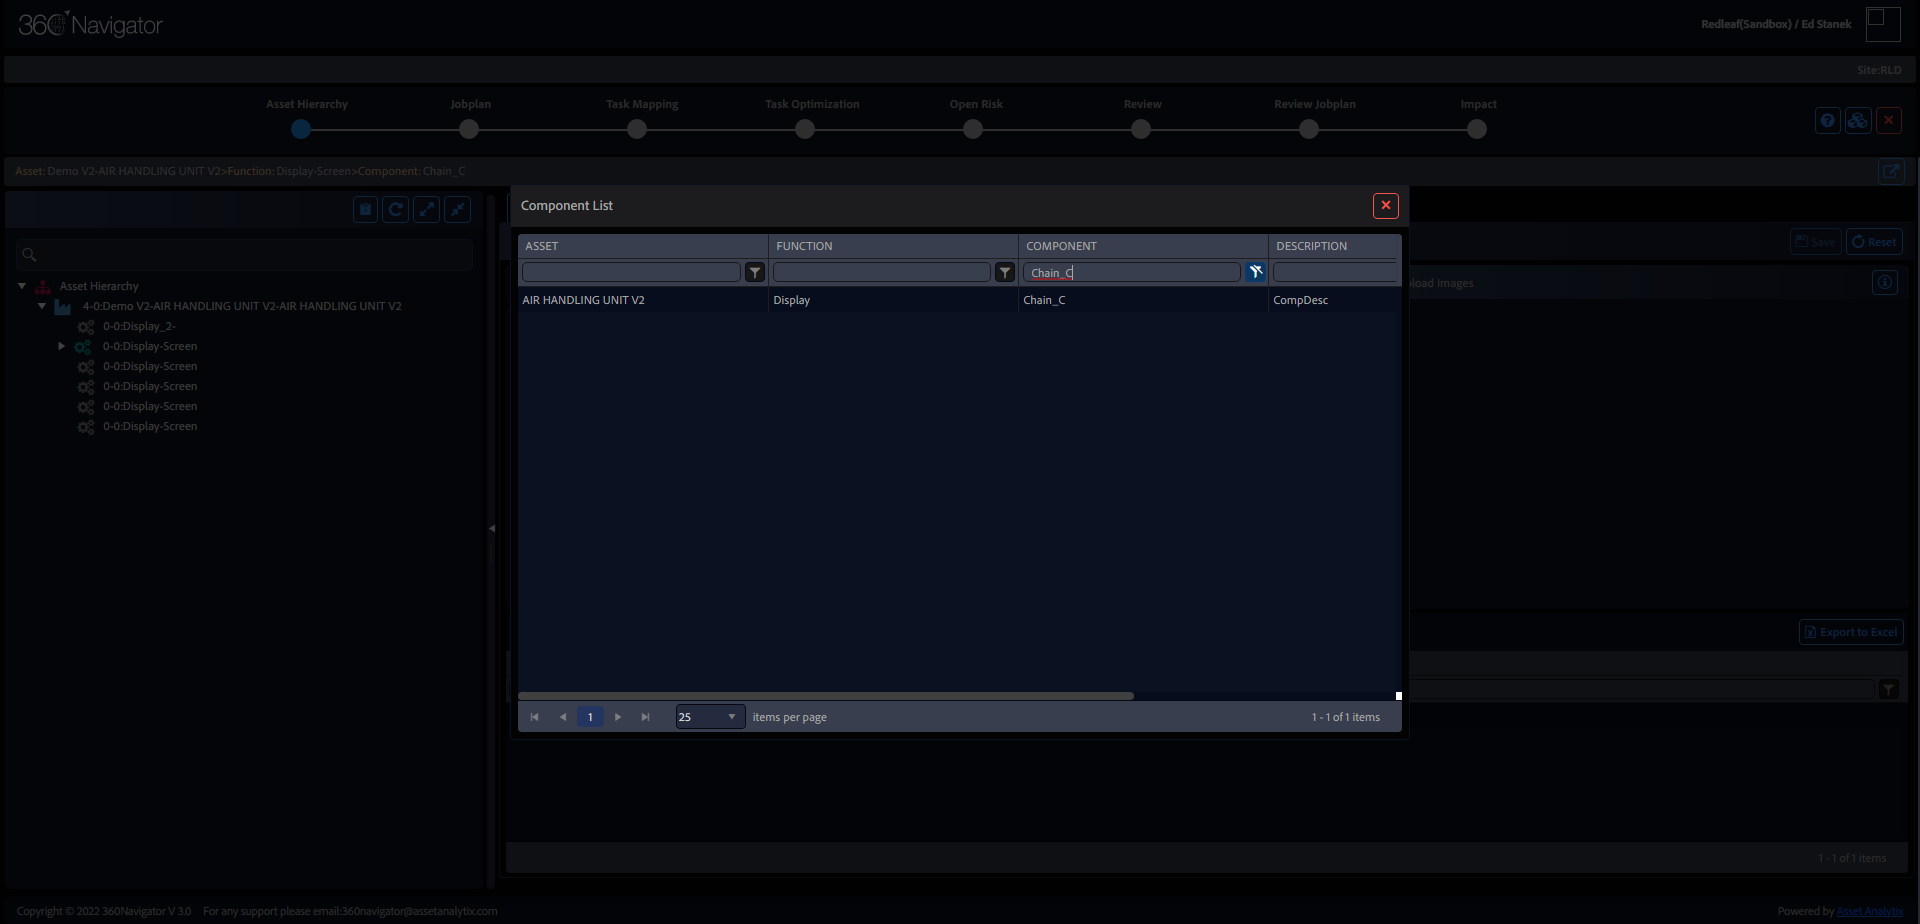 360 Navigator
Redleaf(Sandbox) / Ed Stanek
Site:RLD
Asset Hierarchy
Jobplan
Task Mapping
Task Optimization
Open Risk
Review
Review Jobplan
Impact
Asset: Demo V2-AIR HANDLING UNIT V2>Function: Display-Screen>Component: Chain_C
Component List
ASSET
FUNCTION
COMPONENT
DESCRIPTION
Chain_C
AIR HANDLING UNIT V2
Display
Chain_C
CompDesc
Save
Reset
load Images
Asset Hierarchy
4-0:Demo V2-AIR HANDLING UNIT V2-AIR HANDLING UNIT V2
0-0:Display_2-
0-0:Display-Screen
0-0:Display-Screen
0-0:Display-Screen
0-0:Display-Screen
0-0:Display-Screen
Export to Excel
1
25
items per page
1 - 1 of 1 items
1 - 1 of 1 items
Copyright © 2022 360Navigator V 3.0
For any support please email:360navigator@assetanalytix.com
Powered by Asset Analytix